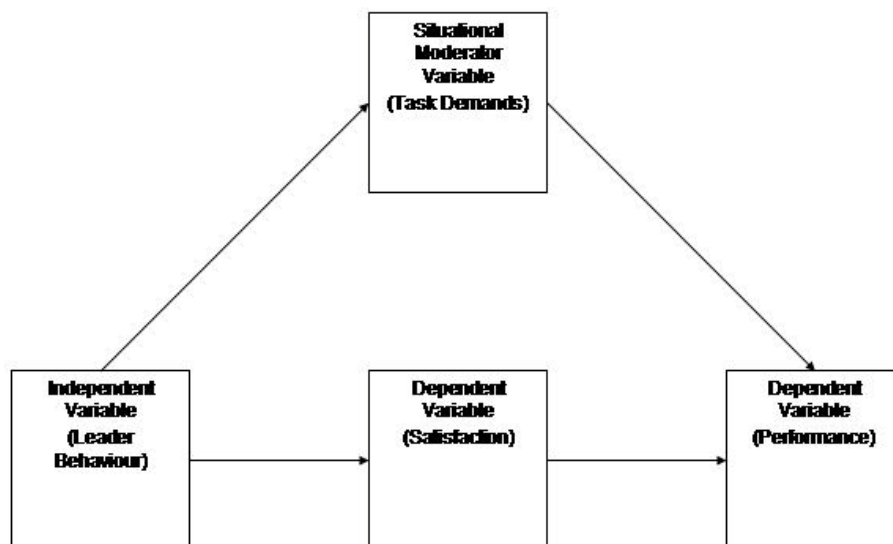 Situational
Moderator
Variable
(Task Demands)
Independent
Variable
(Leader
Behaviour)
Dependent
Variable
(Satisfaction)
Dependent
Variable
(Performance)